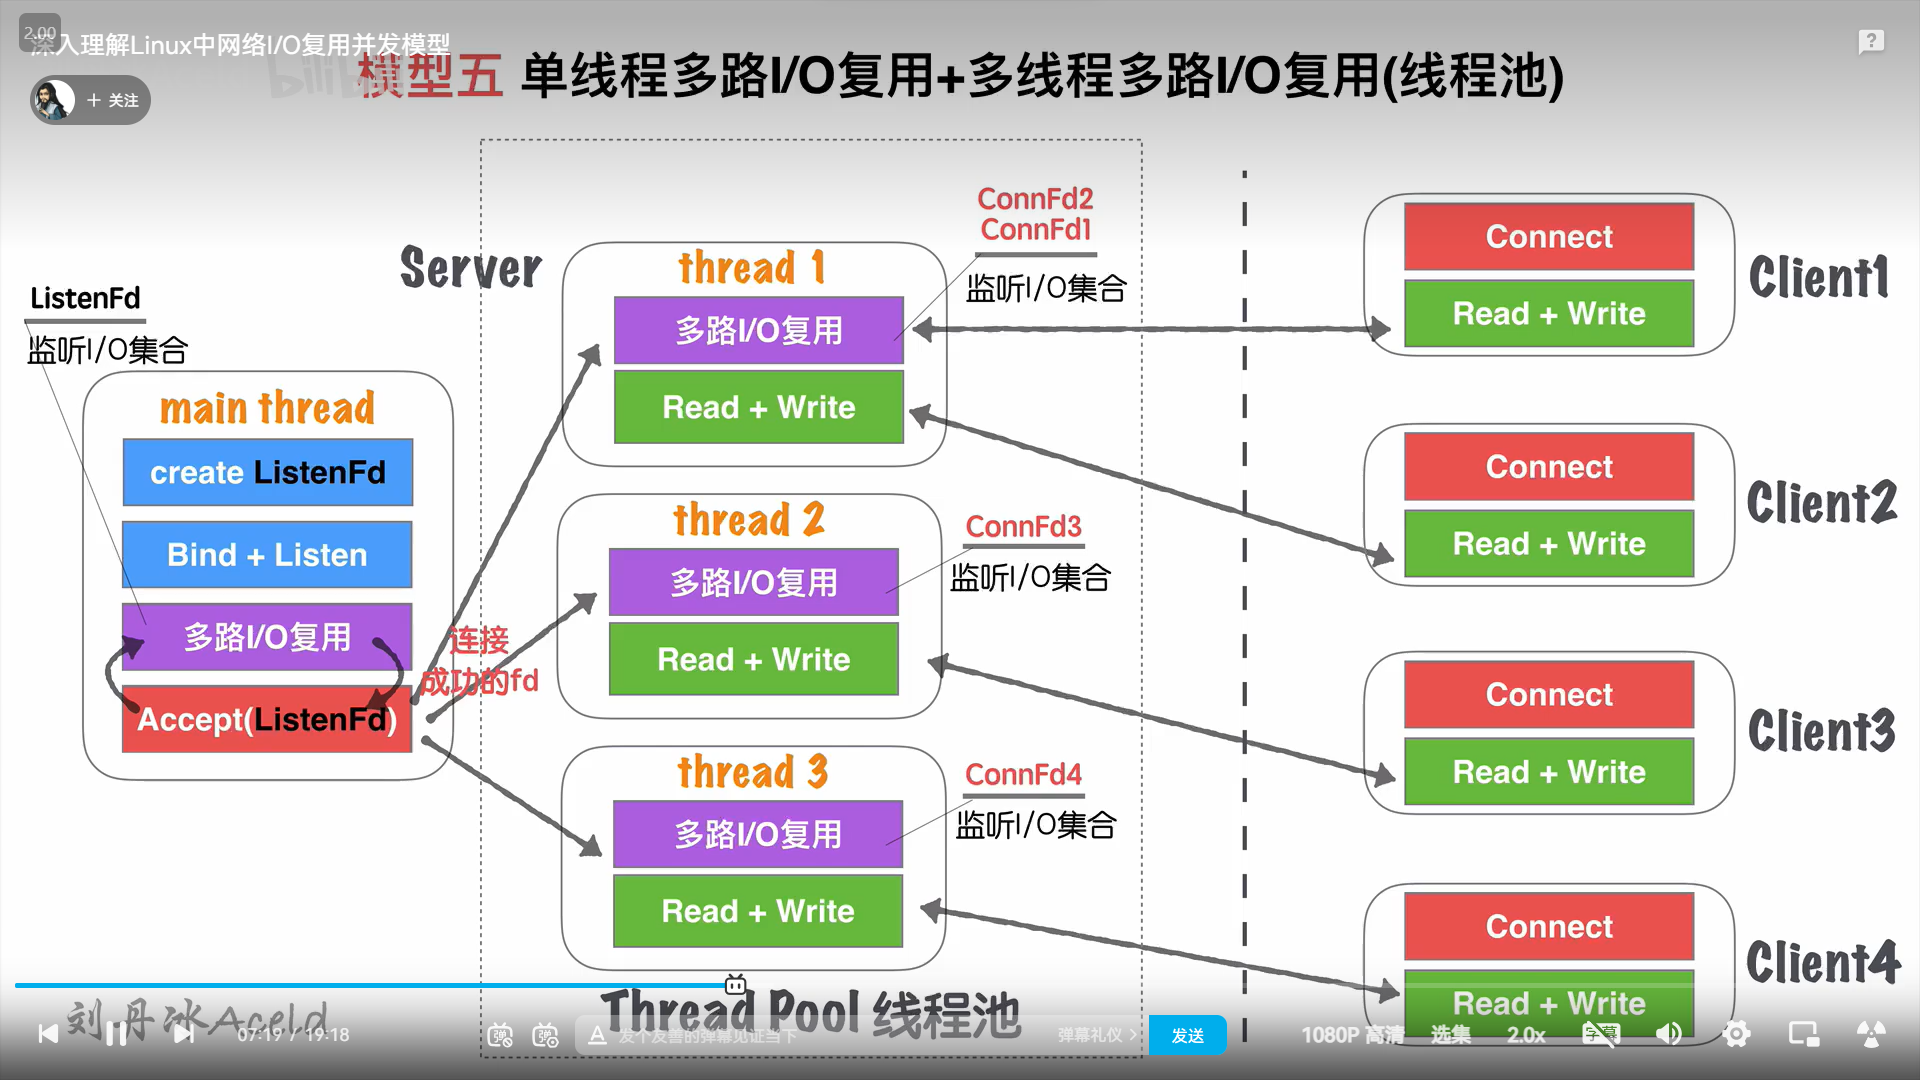 2.00
深入理解Linux中网络I/O复用并发模型
+ 关注
bilibili
模型五 单线程多路I/O复用+多线程多路I/O复用(线程池)
Server
ListenFd
监听I/O集合
main thread
create ListenFd
Bind + Listen
多路I/O复用
Accept(ListenFd)
连接
成功的fd
thread 1
多路I/O复用
Read + Write
ConnFd2
ConnFd1
监听I/O集合
thread 2
多路I/O复用
Read + Write
ConnFd3
监听I/O集合
thread 3
多路I/O复用
Read + Write
ConnFd4
监听I/O集合
Thread Pool 线程池
Connect
Read + Write
Client1
Connect
Read + Write
Client2
Connect
Read + Write
Client3
Connect
Read + Write
Client4
刘丹冰Aceld
07:19 / 19:18
弹
弹
A 发个友善的弹幕见证当下
弹幕礼仪 >
发送
1080P 高清
选集
2.0x
字幕